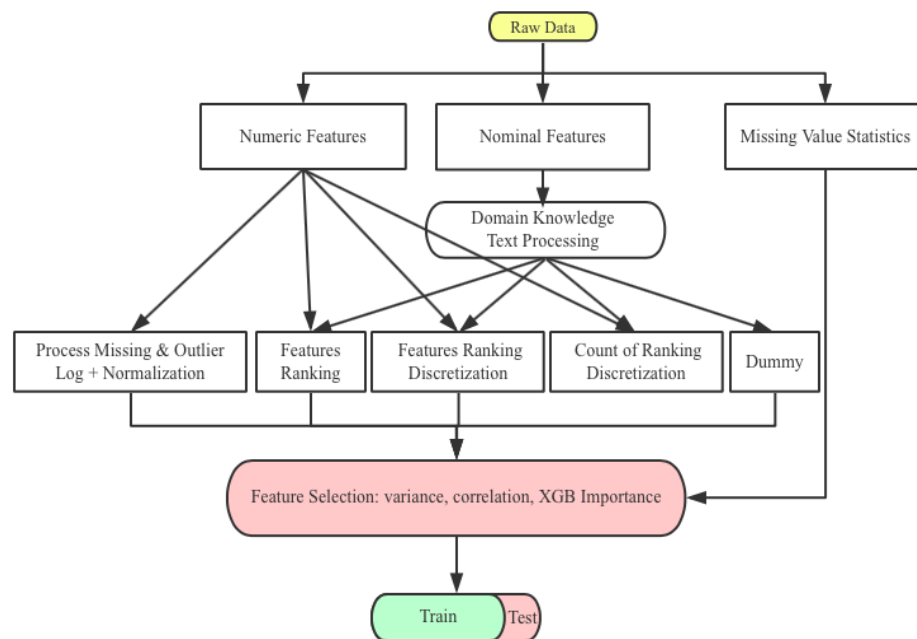 Raw Data
Numeric Features
Nominal Features
Missing Value Statistics
Domain Knowledge
Text Processing
Process Missing & Outlier
Log + Normalization
Features
Ranking
Features Ranking
Discretization
Count of Ranking
Discretization
Dummy
Feature Selection: variance, correlation, XGB Importance
Train
Test